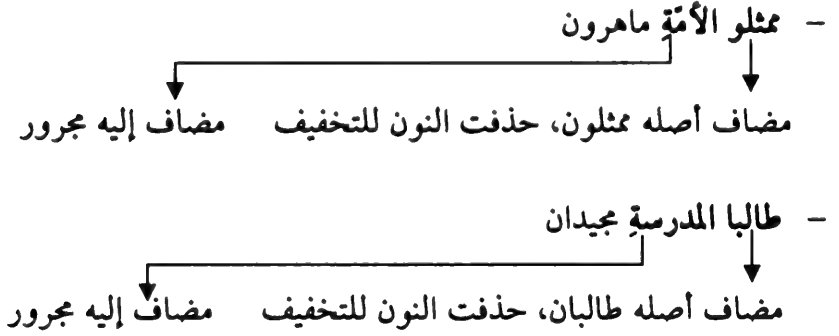 - ممثلو الأمّةِ ماهرون
مضاف أصله ممثلون، حذفت النون للتخفيف مضاف إليه مجرور
- طالبا المدرسةِ مجيدان
مضاف أصله طالبان، حذفت النون للتخفيف مضاف إليه مجرور